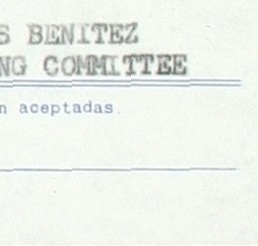 S BENITEZ
NG COMMITTEE
n aceptadas.